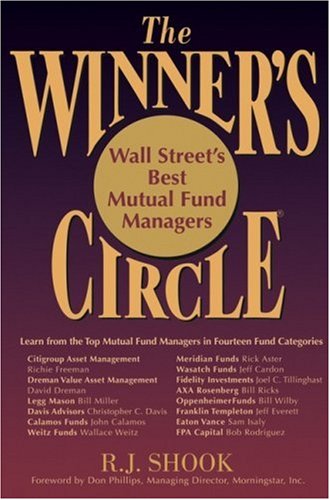 The
WINNER'S
Wall Street's
Best
Mutual Fund
Managers
CIRCLE®
Learn from the Top Mutual Fund Managers in Fourteen Fund Categories
Citigroup Asset Management
Richie Freeman
Dreman Value Asset Management
David Dreman
Legg Mason Bill Miller
Davis Advisors Christopher C. Davis
Calamos Funds John Calamos
Weitz Funds Wallace Weitz
Meridian Funds Rick Aster
Wasatch Funds Jeff Cardon
Fidelity Investments Joel C. Tillinghast
AXA Rosenberg Bill Ricks
OppenheimerFunds Bill Wilby
Franklin Templeton Jeff Everett
Eaton Vance Sam Isaly
FPA Capital Bob Rodriguez
R.J. SHOOK
Foreword by Don Phillips, Managing Director, Morningstar, Inc.